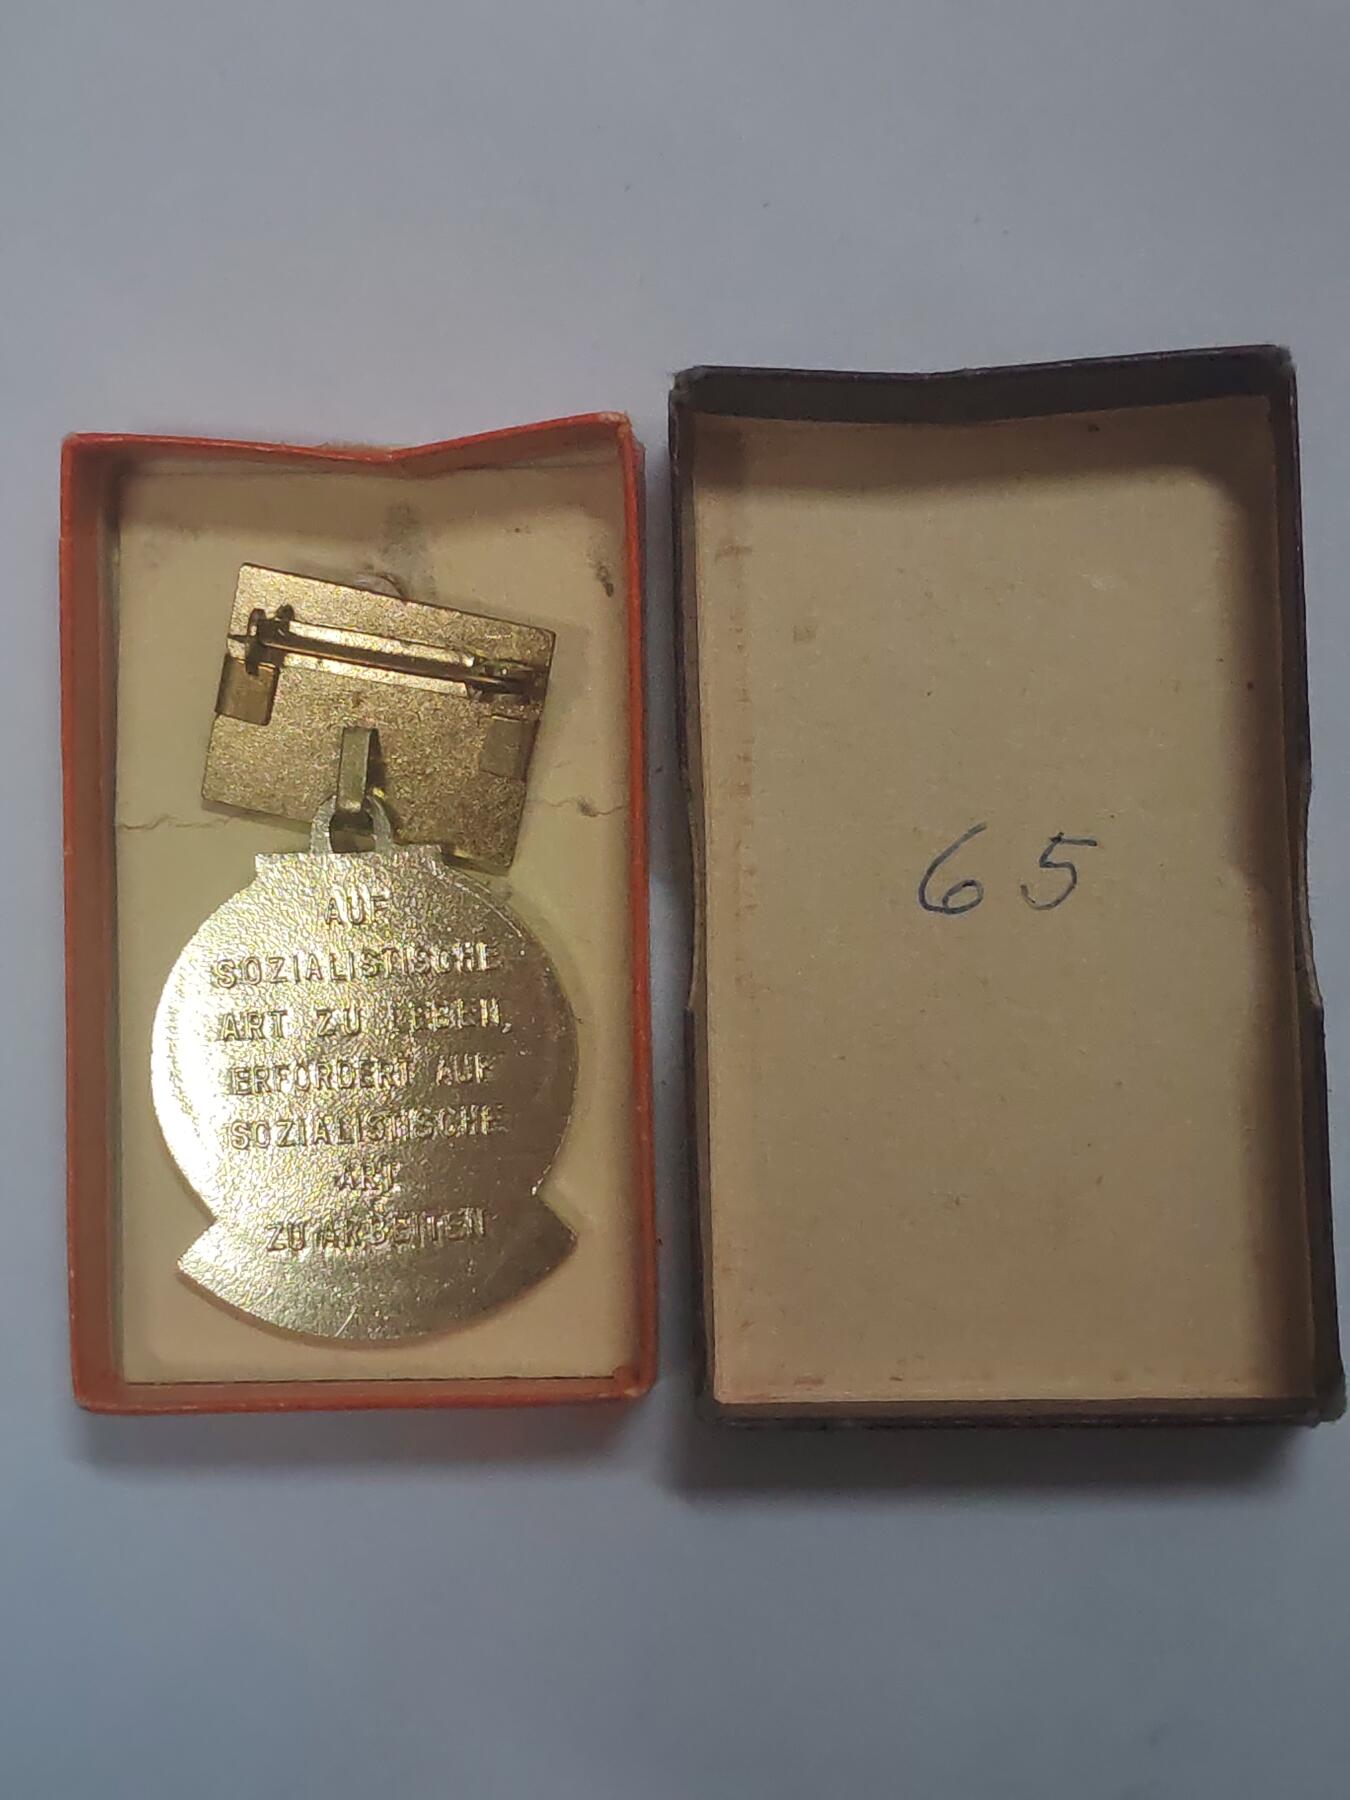 AUF
SOZIALISTISCHE
ART ZU LEBEN,
ERFORDERT AUF
SOZIALISTISCHE
ART
ZU ARBEITEN
65